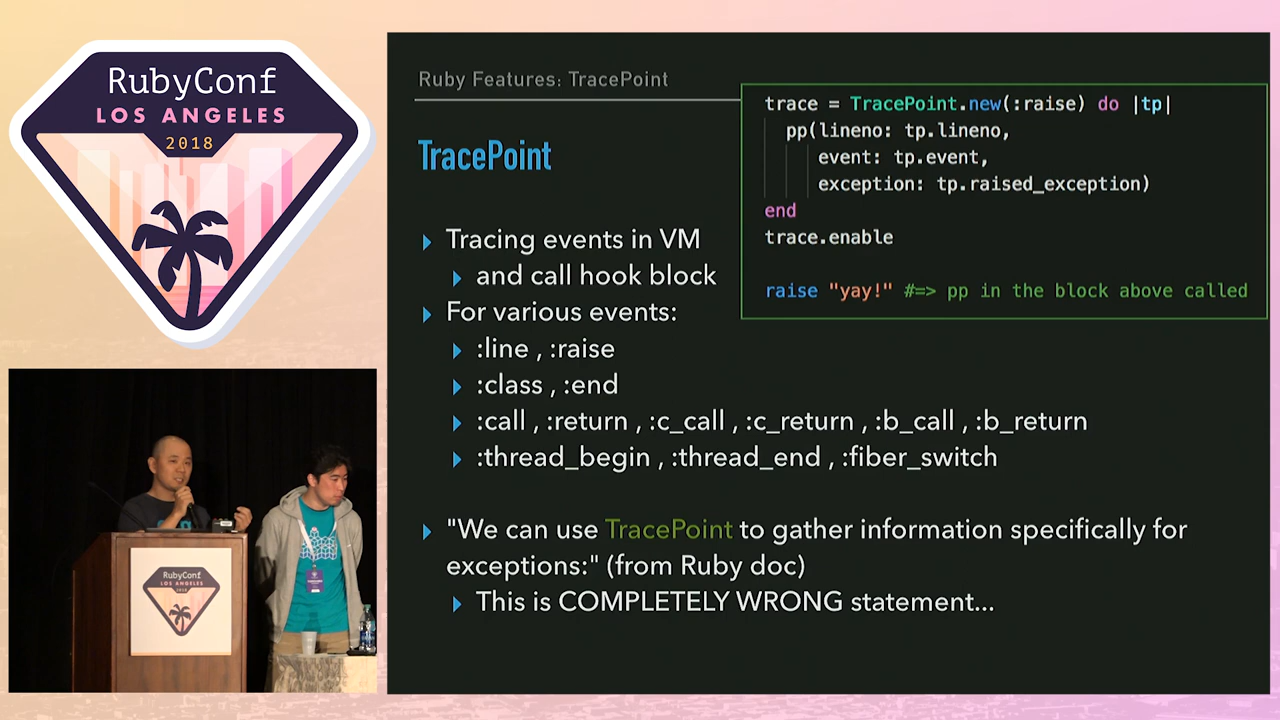 RubyConf
LOS ANGELES
2018
Ruby Features: TracePoint
TracePoint
Tracing events in VM
and call hook block
For various events:
:line , :raise
:class , :end
:call , :return , :c_call , :c_return , :b_call , :b_return
:thread_begin , :thread_end , :fiber_switch
"We can use TracePoint to gather information specifically for
exceptions:" (from Ruby doc)
This is COMPLETELY WRONG statement...
trace = TracePoint.new(:raise) do |tp|
pp(lineno: tp.lineno,
event: tp.event,
exception: tp.raised_exception)
end
trace.enable
raise "yay!" #=> pp in the block above called
RubyConf
LOS ANGELES
2018